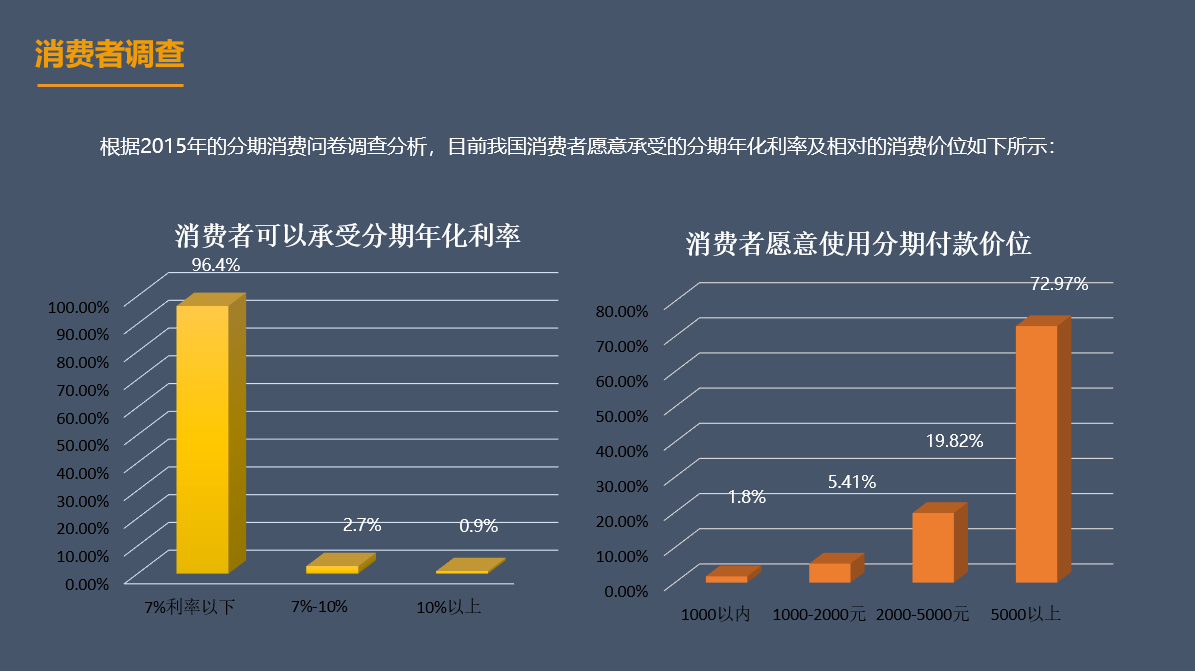 消费者调查
根据2015年的分期消费问卷调查分析，目前我国消费者愿意承受的分期年化利率及相对的消费价位如下所示：
消费者可以承受分期年化利率
96.4%
100.00%
90.00%
80.00%
70.00%
60.00%
50.00%
40.00%
30.00%
20.00%
10.00%
0.00%
2.7%
0.9%
7%利率以下
7%-10%
10%以上
消费者愿意使用分期付款价位
72.97%
80.00%
70.00%
60.00%
50.00%
40.00%
30.00%
20.00%
10.00%
0.00%
19.82%
5.41%
1.8%
1000以内
1000-2000元
2000-5000元
5000以上